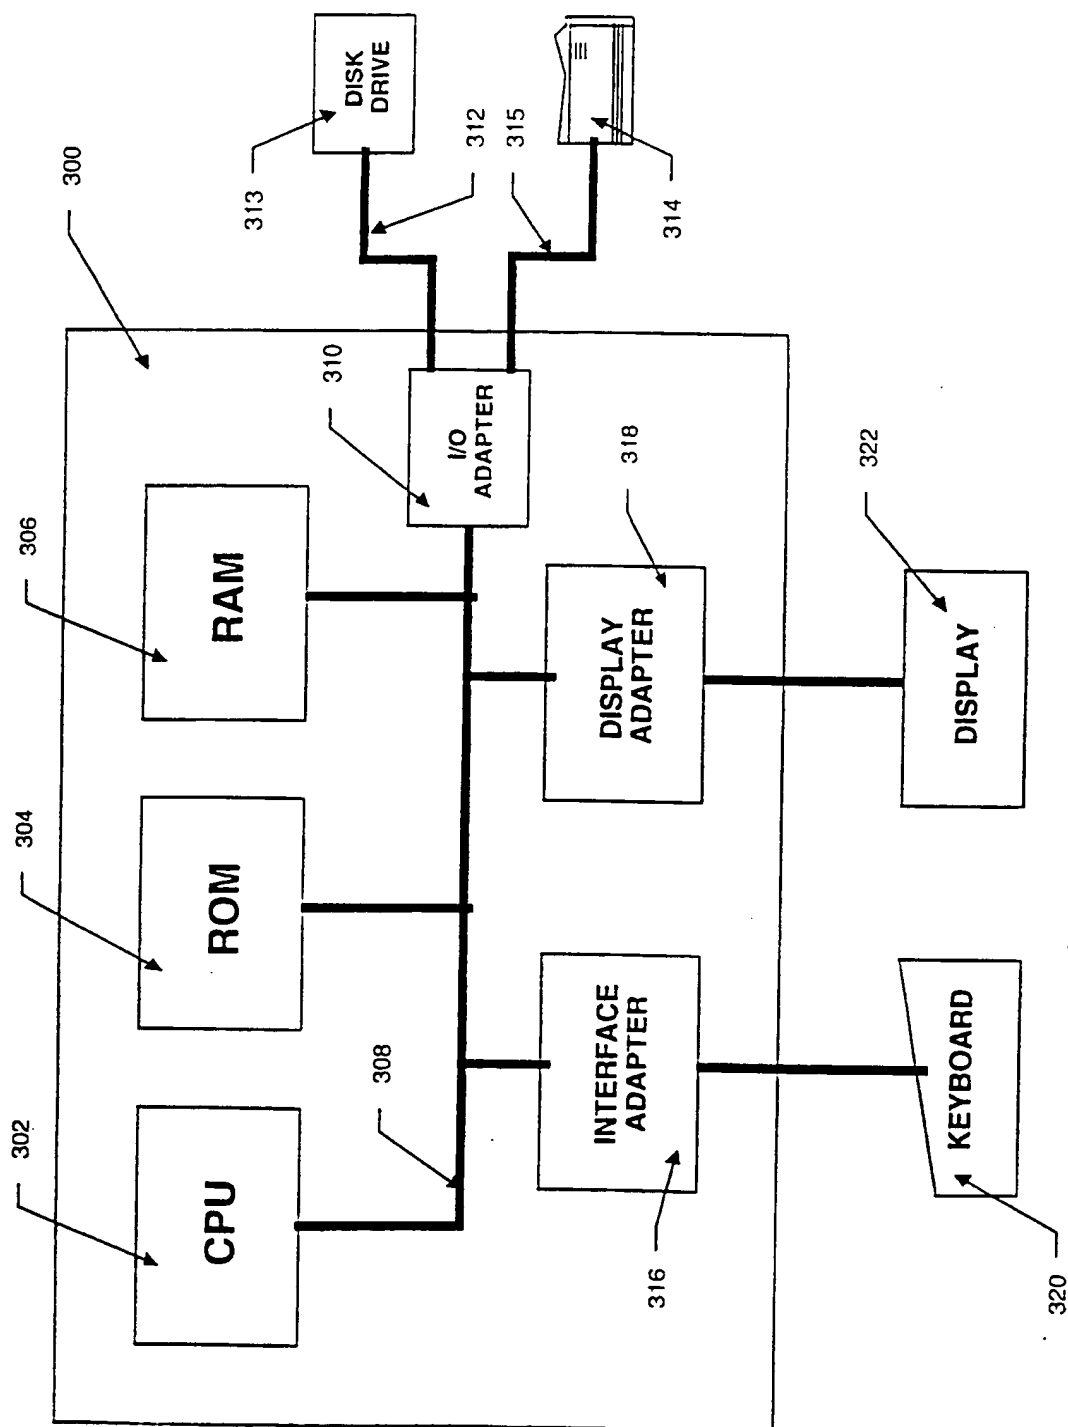 300
302
CPU
304
ROM
306
RAM
308
310
I/O
ADAPTER
312
313
DISK
DRIVE
315
314
316
INTERFACE
ADAPTER
318
DISPLAY
ADAPTER
320
KEYBOARD
322
DISPLAY